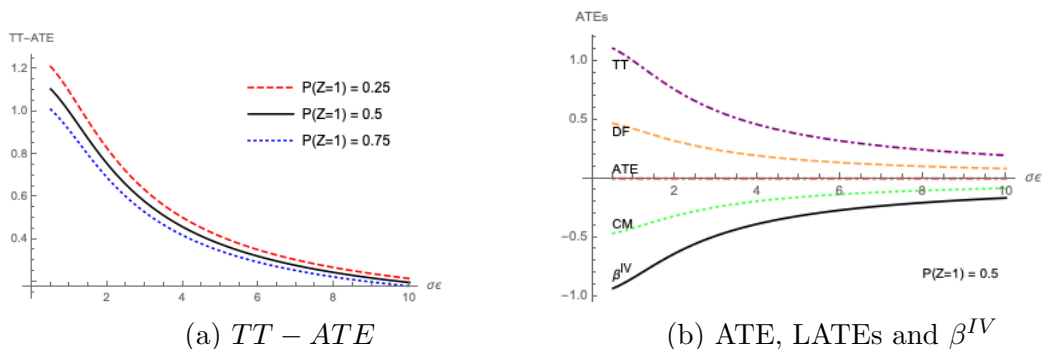 TT-ATE
1.2
1.0
0.8
0.6
0.4
2 4 6 8 10
σϵ
P(Z=1) = 0.25
P(Z=1) = 0.5
P(Z=1) = 0.75
(a) TT − ATE
ATEs
1.0
TT
0.5
DF
ATE
2 4 6 8 10
σϵ
CM
-0.5
β^IV
P(Z=1) = 0.5
-1.0
(b) ATE, LATEs and β^IV